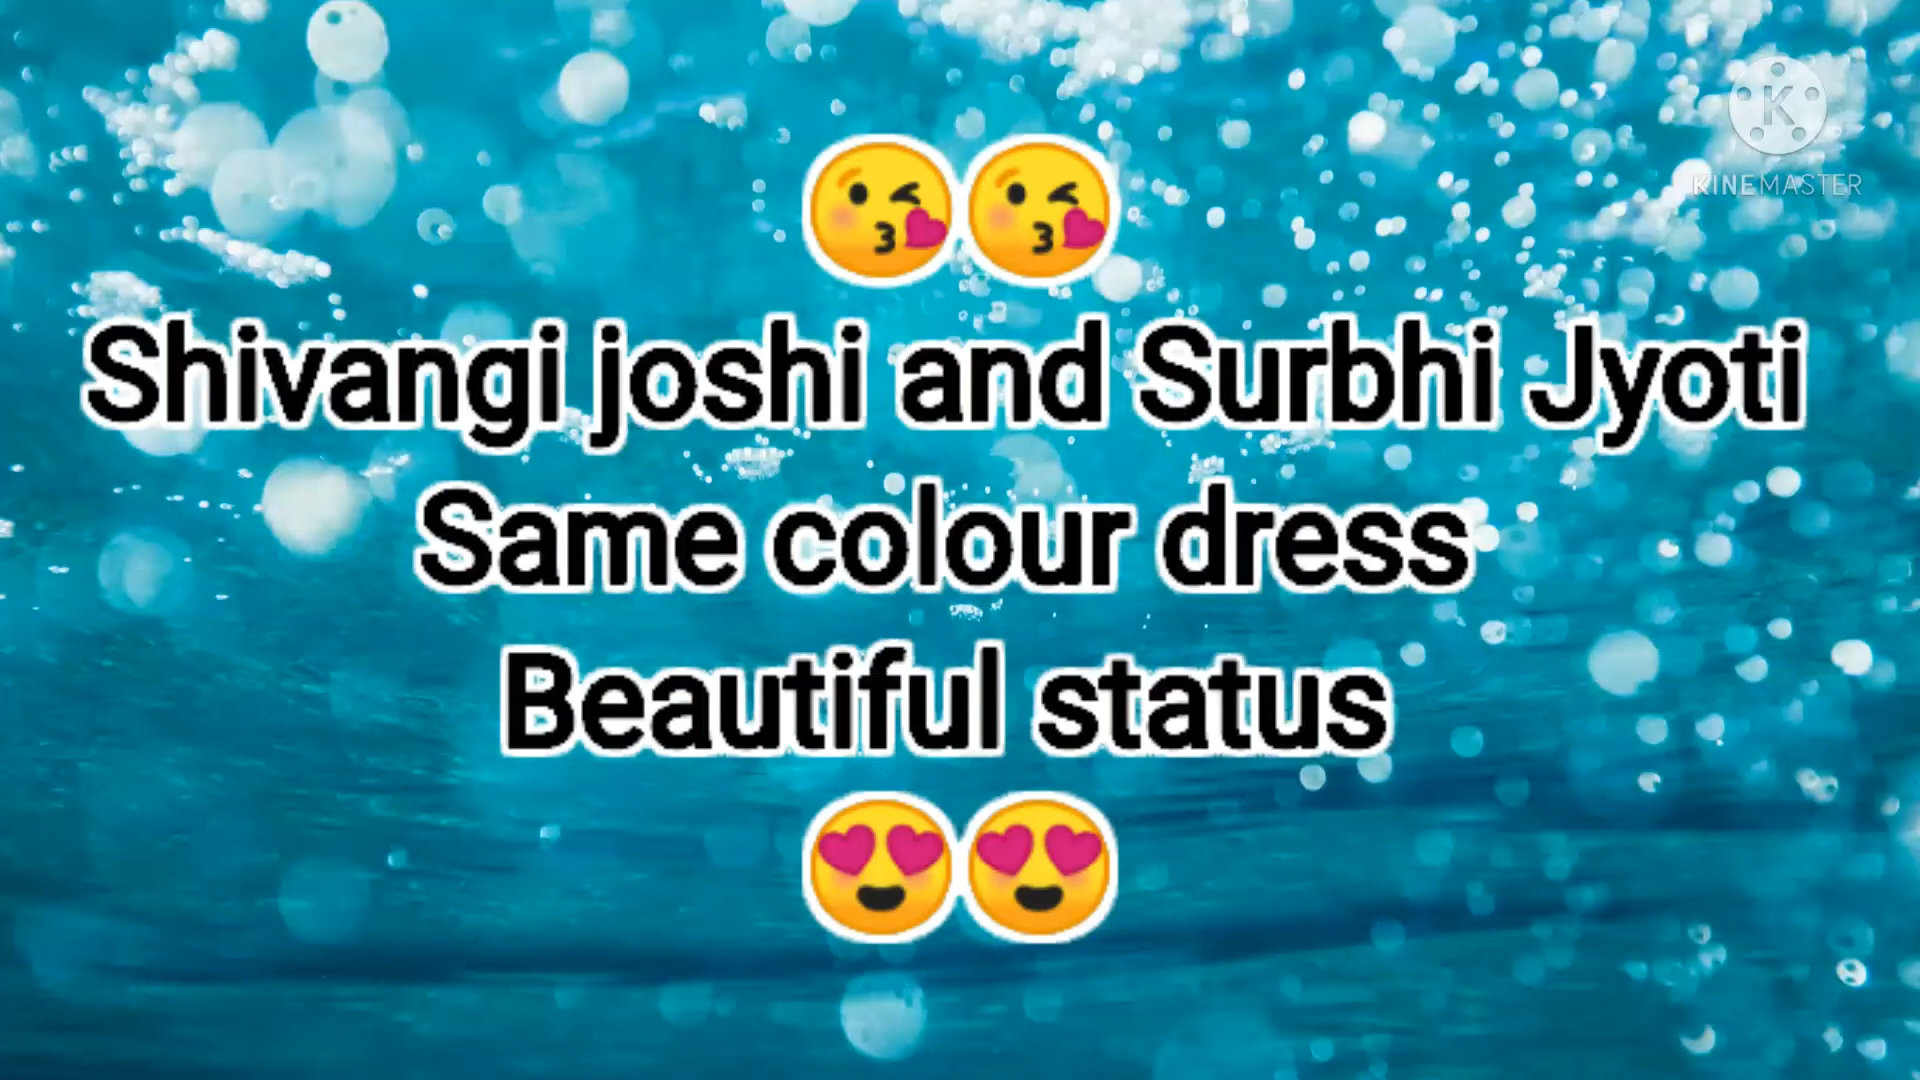 KINEMASTER
😘😘
Shivangi joshi and Surbhi Jyoti
Same colour dress
Beautiful status
😍😍